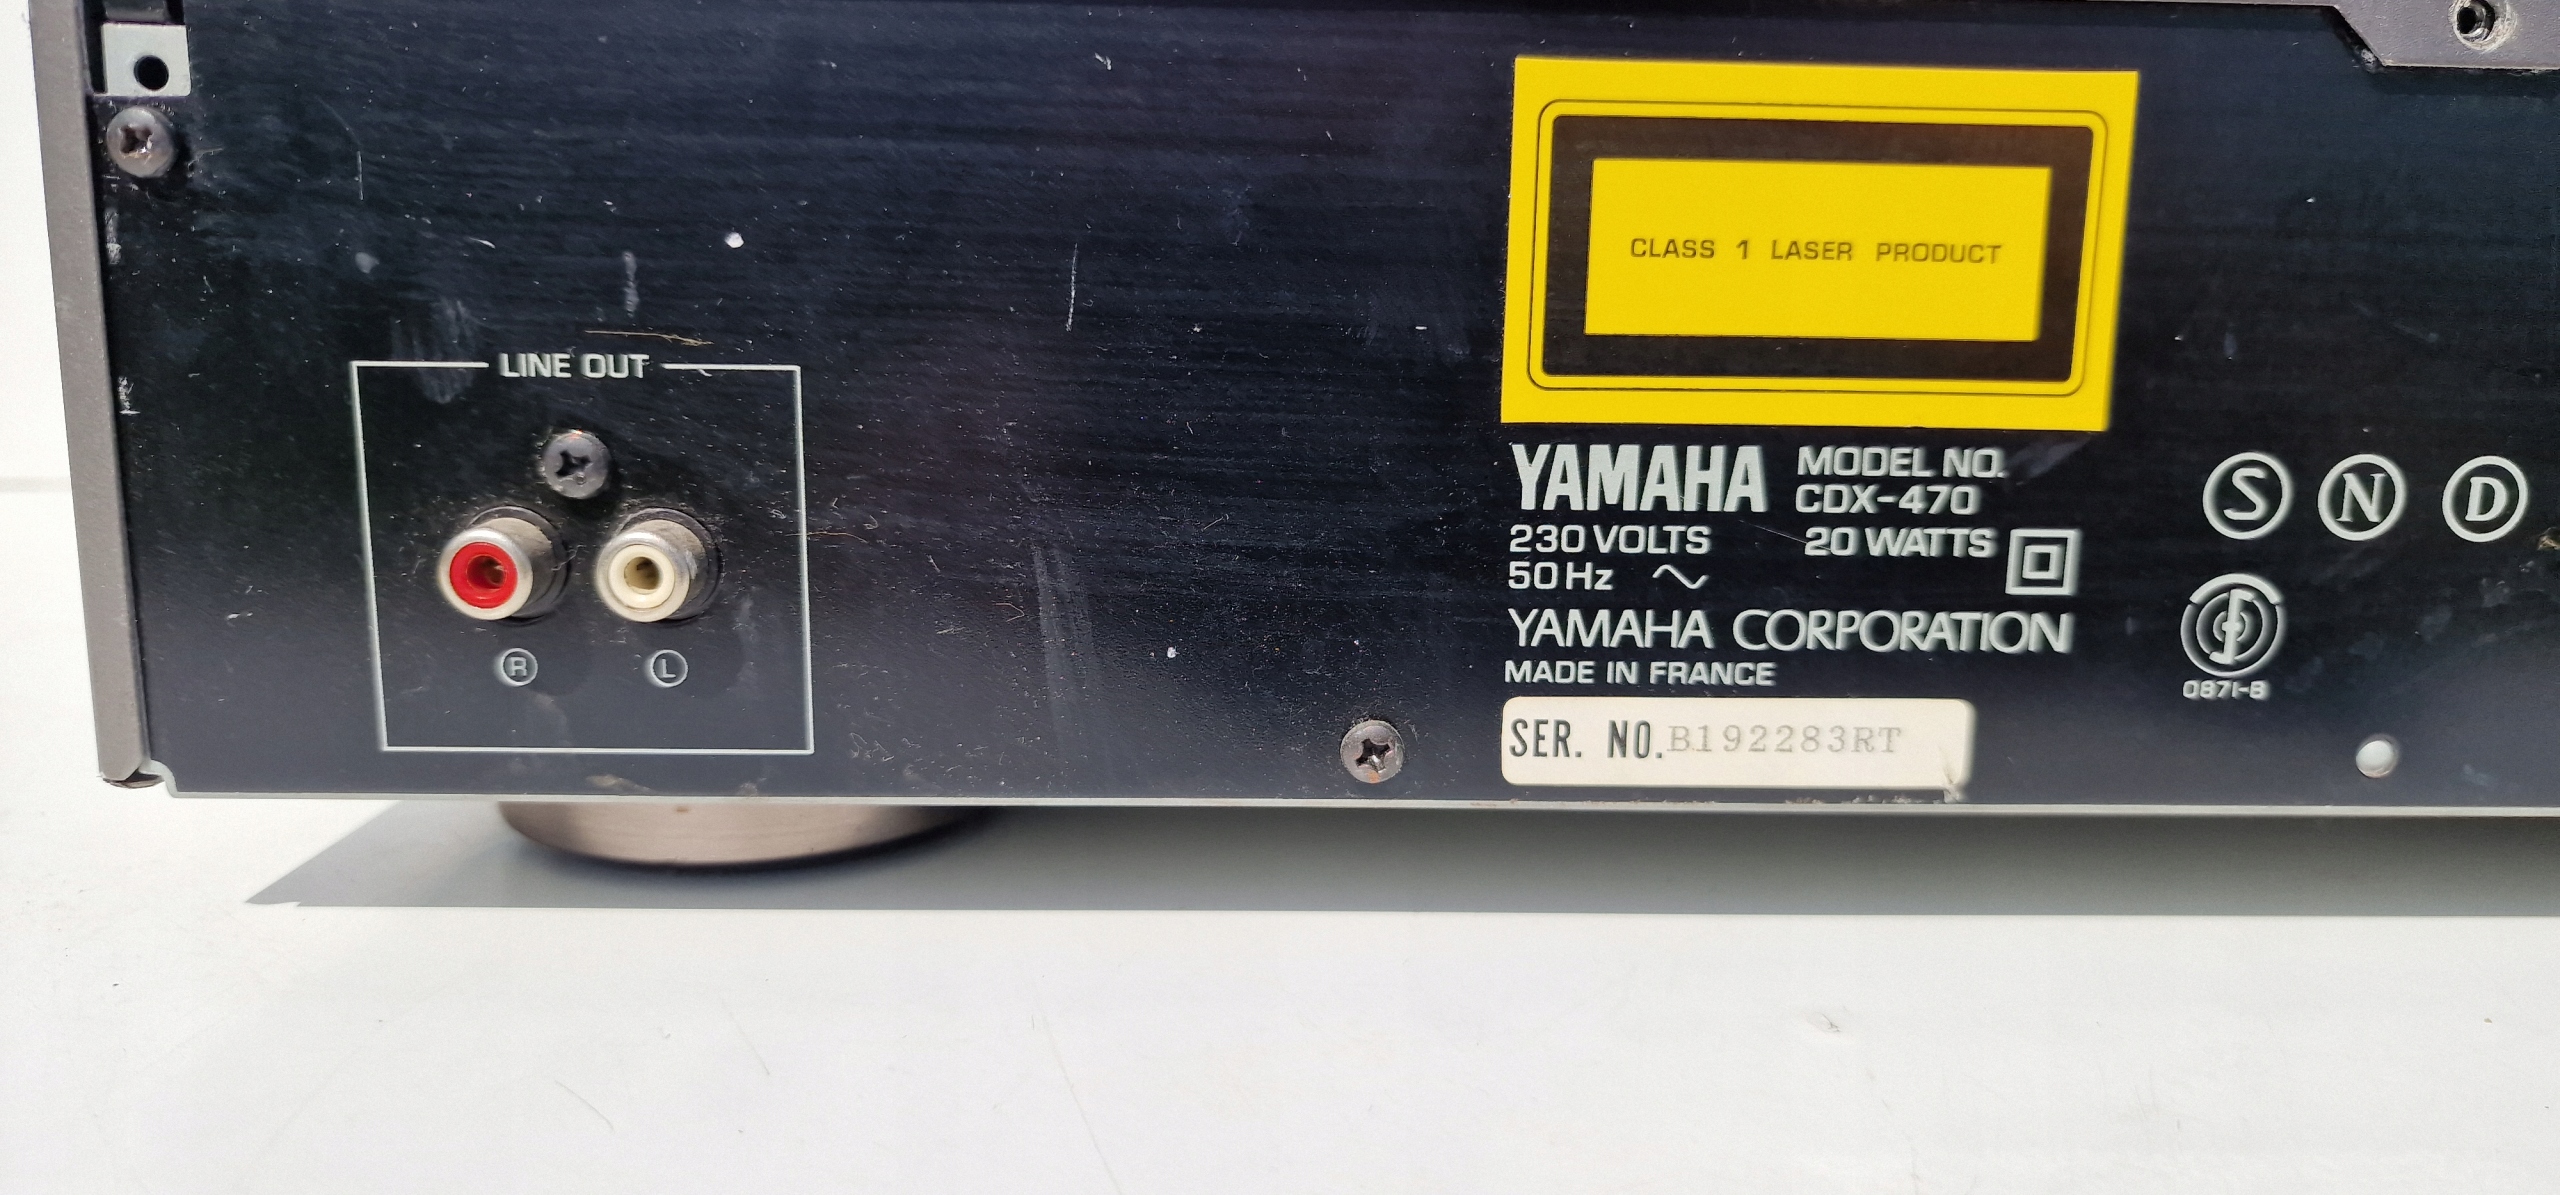 LINE OUT
R L
CLASS 1 LASER PRODUCT
YAMAHA MODEL NO.
CDX-470
230 VOLTS 20 WATTS
50 Hz ~
YAMAHA CORPORATION
MADE IN FRANCE
SER. NO. B192283RT
S N D
0871-8